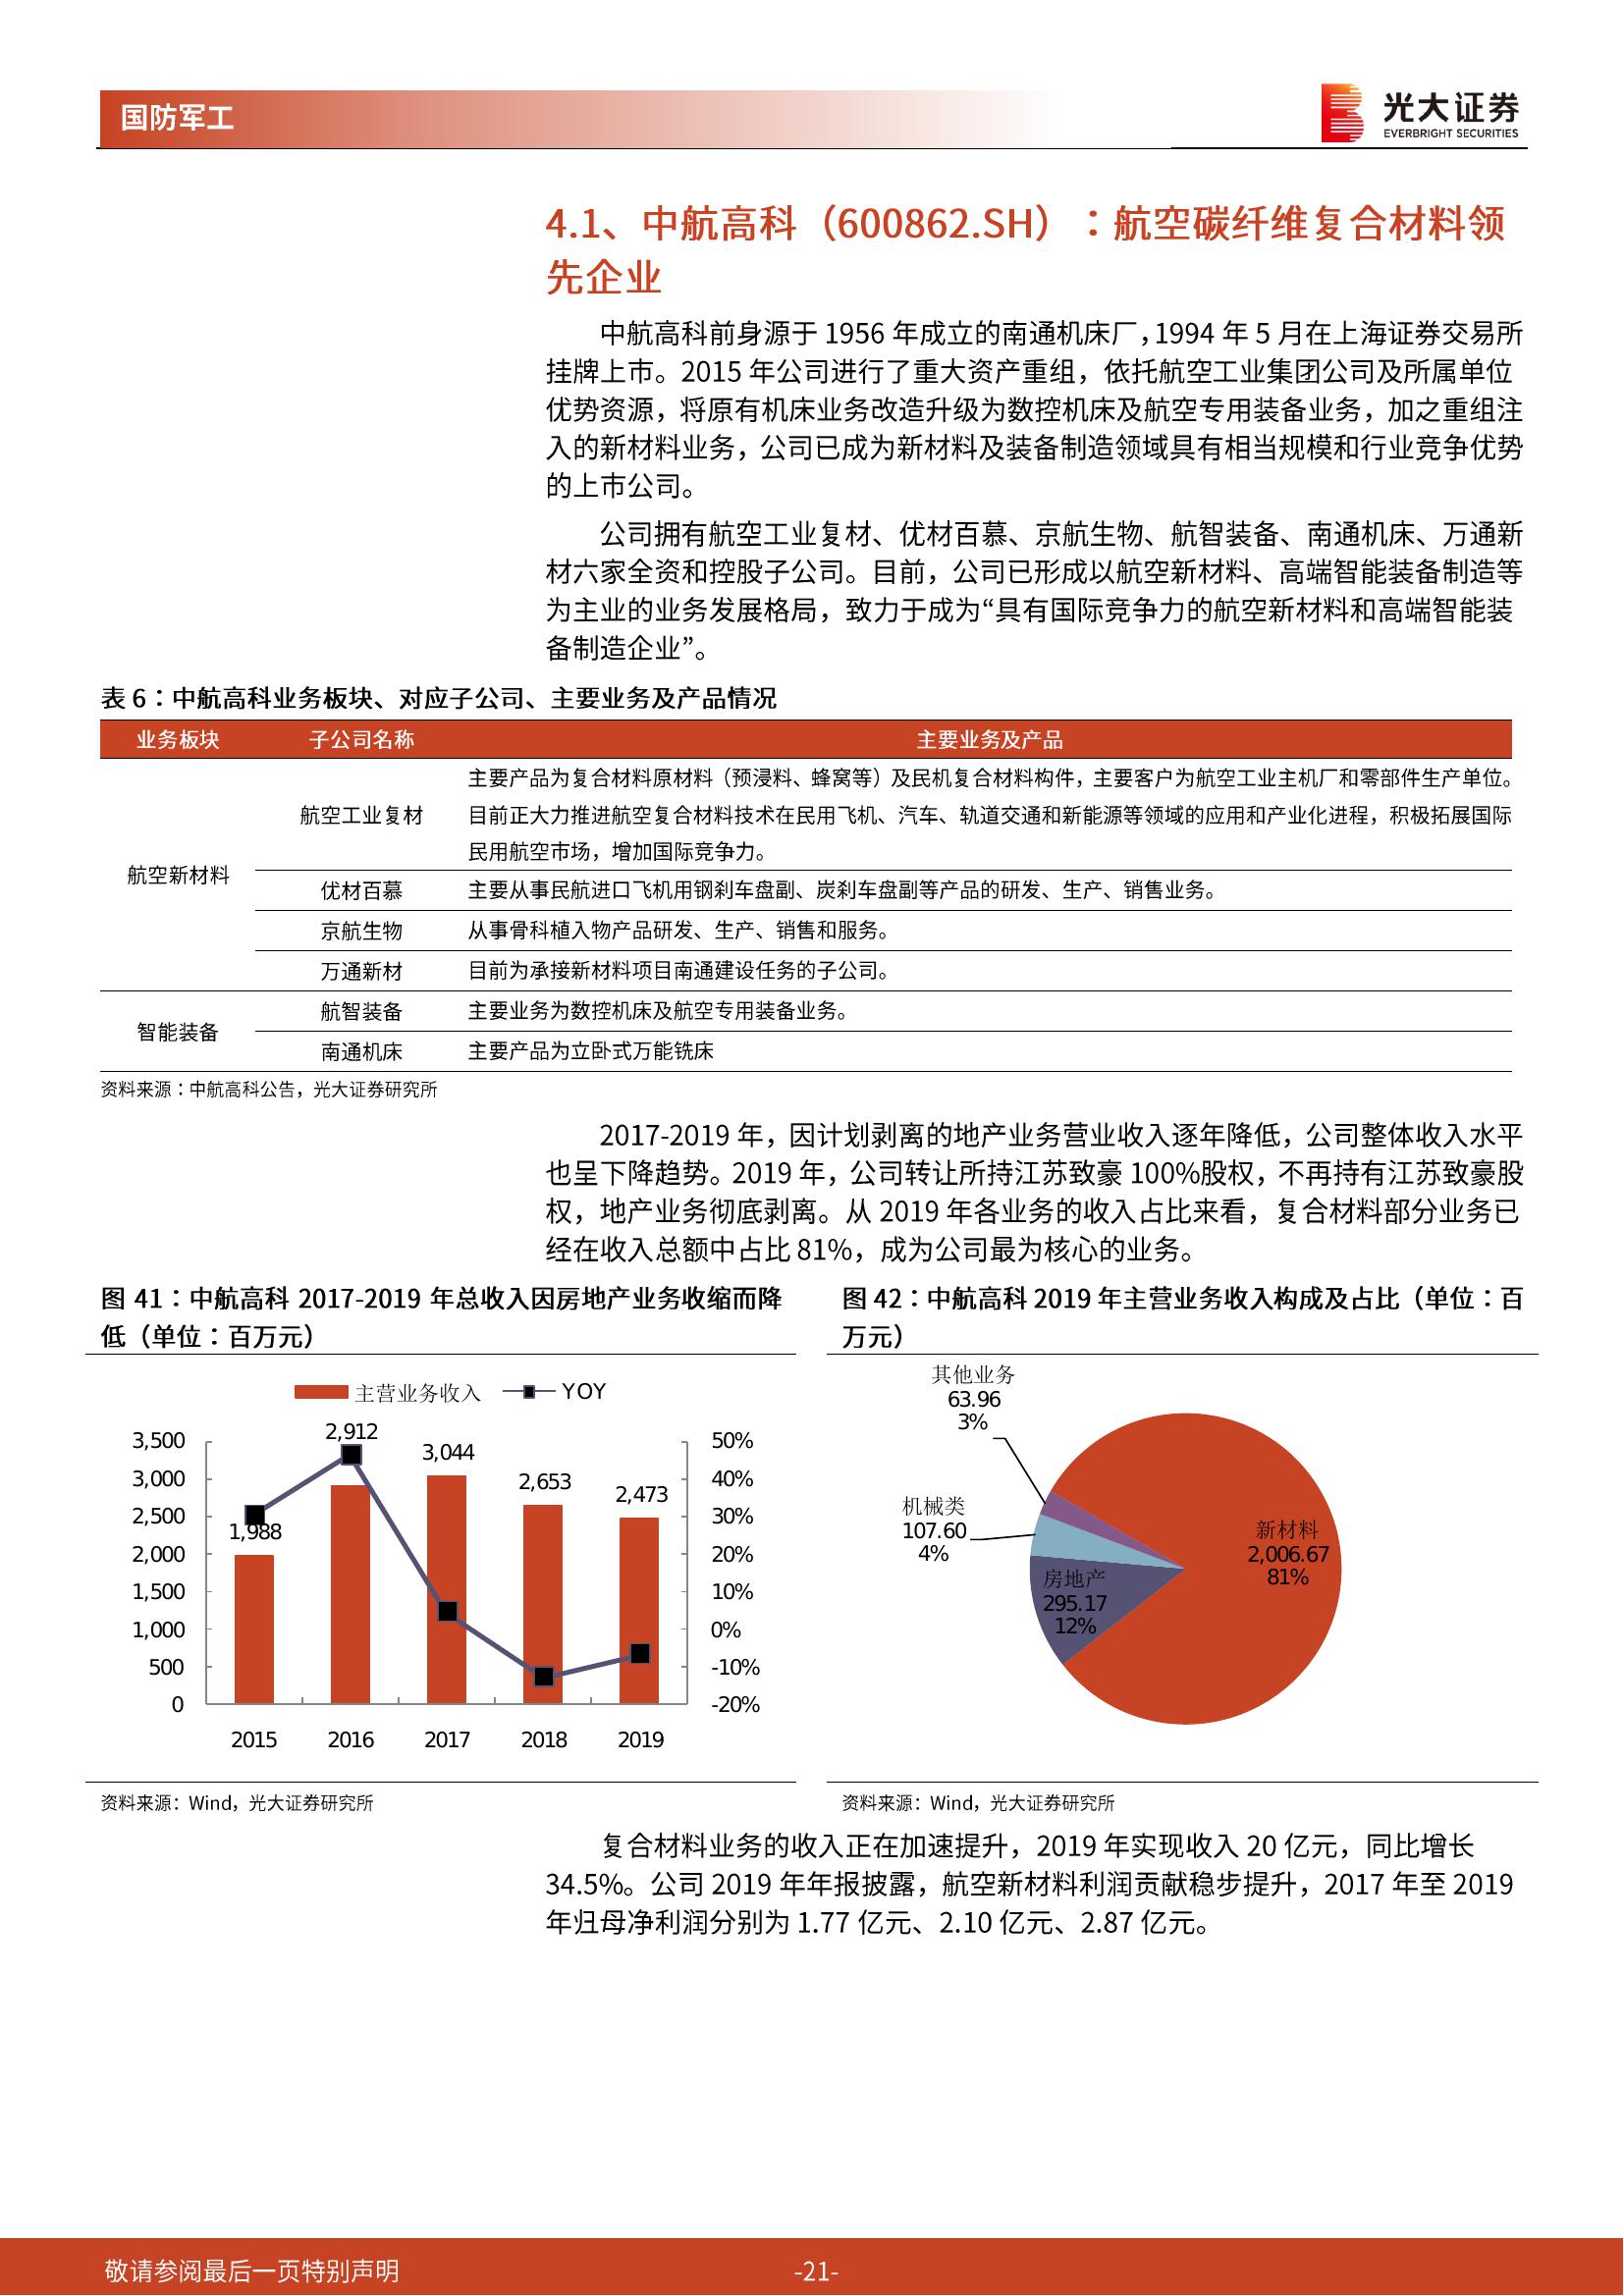 国防军工
光大证券
EVERBRIGHT SECURITIES
4.1、中航高科（600862.SH）：航空碳纤维复合材料领
先企业
中航高科前身源于 1956 年成立的南通机床厂，1994 年 5 月在上海证券交易所
挂牌上市。2015 年公司进行了重大资产重组，依托航空工业集团公司及所属单位
优势资源，将原有机床业务改造升级为数控机床及航空专用装备业务，加之重组注
入的新材料业务，公司已成为新材料及装备制造领域具有相当规模和行业竞争优势
的上市公司。
公司拥有航空工业复材、优材百慕、京航生物、航智装备、南通机床、万通新
材六家全资和控股子公司。目前，公司已形成以航空新材料、高端智能装备制造等
为主业的业务发展格局，致力于成为“具有国际竞争力的航空新材料和高端智能装
备制造企业”。
表 6：中航高科业务板块、对应子公司、主要业务及产品情况
业务板块 子公司名称 主要业务及产品
主要产品为复合材料原材料（预浸料、蜂窝等）及民机复合材料构件，主要客户为航空工业主机厂和零部件生产单位。
航空工业复材 目前正大力推进航空复合材料技术在民用飞机、汽车、轨道交通和新能源等领域的应用和产业化进程，积极拓展国际
民用航空市场，增加国际竞争力。
航空新材料
优材百慕 主要从事民航进口飞机用钢刹车盘副、炭刹车盘副等产品的研发、生产、销售业务。
京航生物 从事骨科植入物产品研发、生产、销售和服务。
万通新材 目前为承接新材料项目南通建设任务的子公司。
智能装备
航智装备 主要业务为数控机床及航空专用装备业务。
南通机床 主要产品为立卧式万能铣床
资料来源：中航高科公告，光大证券研究所
2017-2019 年，因计划剥离的地产业务营业收入逐年降低，公司整体收入水平
也呈下降趋势。2019 年，公司转让所持江苏致豪 100%股权，不再持有江苏致豪股
权，地产业务彻底剥离。从 2019 年各业务的收入占比来看，复合材料部分业务已
经在收入总额中占比 81%，成为公司最为核心的业务。
图 41：中航高科 2017-2019 年总收入因房地产业务收缩而降
低（单位：百万元）
主营业务收入 YOY
3,500
3,000
2,500
2,000
1,500
1,000
500
0
1,988
2,912
3,044
2,653
2,473
50%
40%
30%
20%
10%
0%
-10%
-20%
2015 2016 2017 2018 2019
资料来源：Wind，光大证券研究所
图 42：中航高科 2019 年主营业务收入构成及占比（单位：百
万元）
其他业务
63.96
3%
机械类
107.60
4%
房地产
295.17
12%
新材料
2,006.67
81%
资料来源：Wind，光大证券研究所
复合材料业务的收入正在加速提升，2019 年实现收入 20 亿元，同比增长
34.5%。公司 2019 年年报披露，航空新材料利润贡献稳步提升，2017 年至 2019
年归母净利润分别为 1.77 亿元、2.10 亿元、2.87 亿元。
敬请参阅最后一页特别声明
-21-